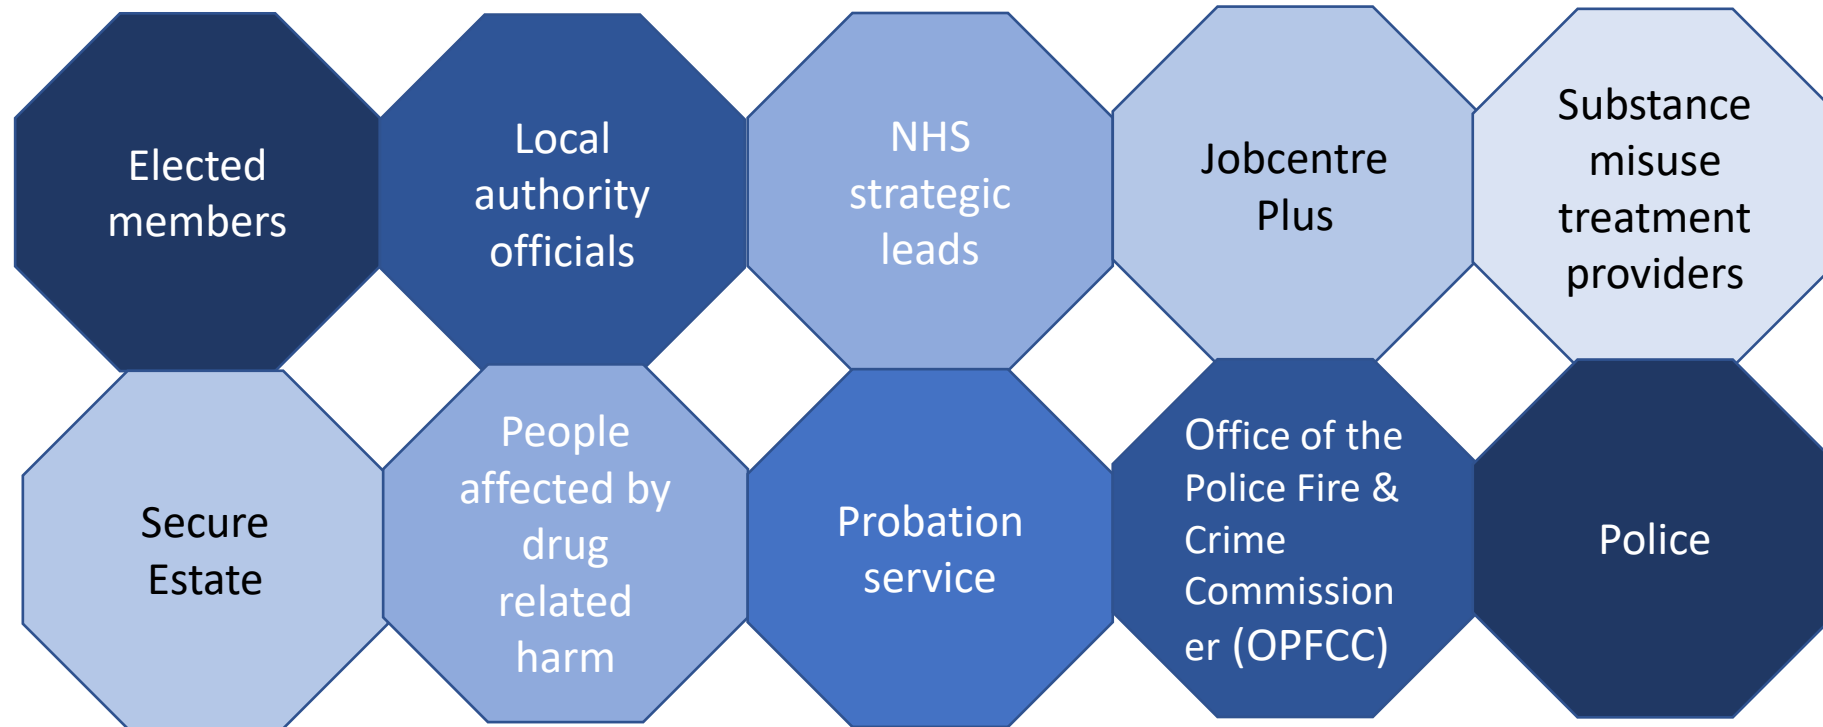 Elected
members
Local
authority
officials
NHS
strategic
leads
Jobcentre
Plus
Substance
misuse
treatment
providers
Secure
Estate
People
affected by
drug
related
harm
Probation
service
Office of the
Police Fire &
Crime
Commission
er (OPFCC)
Police